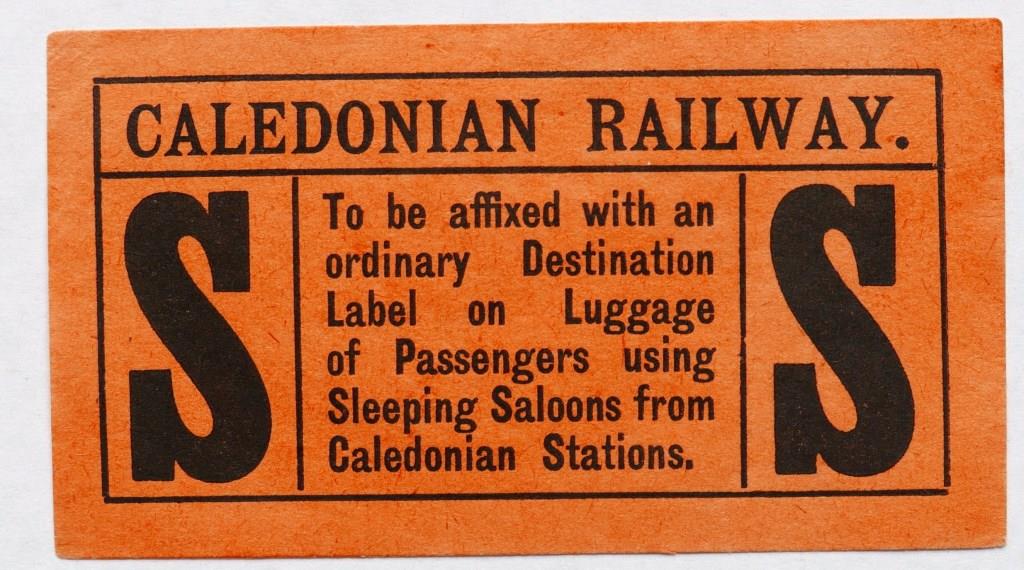 CALEDONIAN RAILWAY.
S
To be affixed with an
ordinary Destination
Label on Luggage
of Passengers using
Sleeping Saloons from
Caledonian Stations.
S